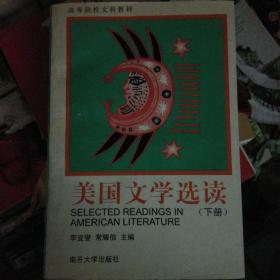 高等院校文科教材
美国文学选读
SELECTED READINGS IN
AMERICAN LITERATURE
（下册）
李宜燮 常耀信 主编
南开大学出版社